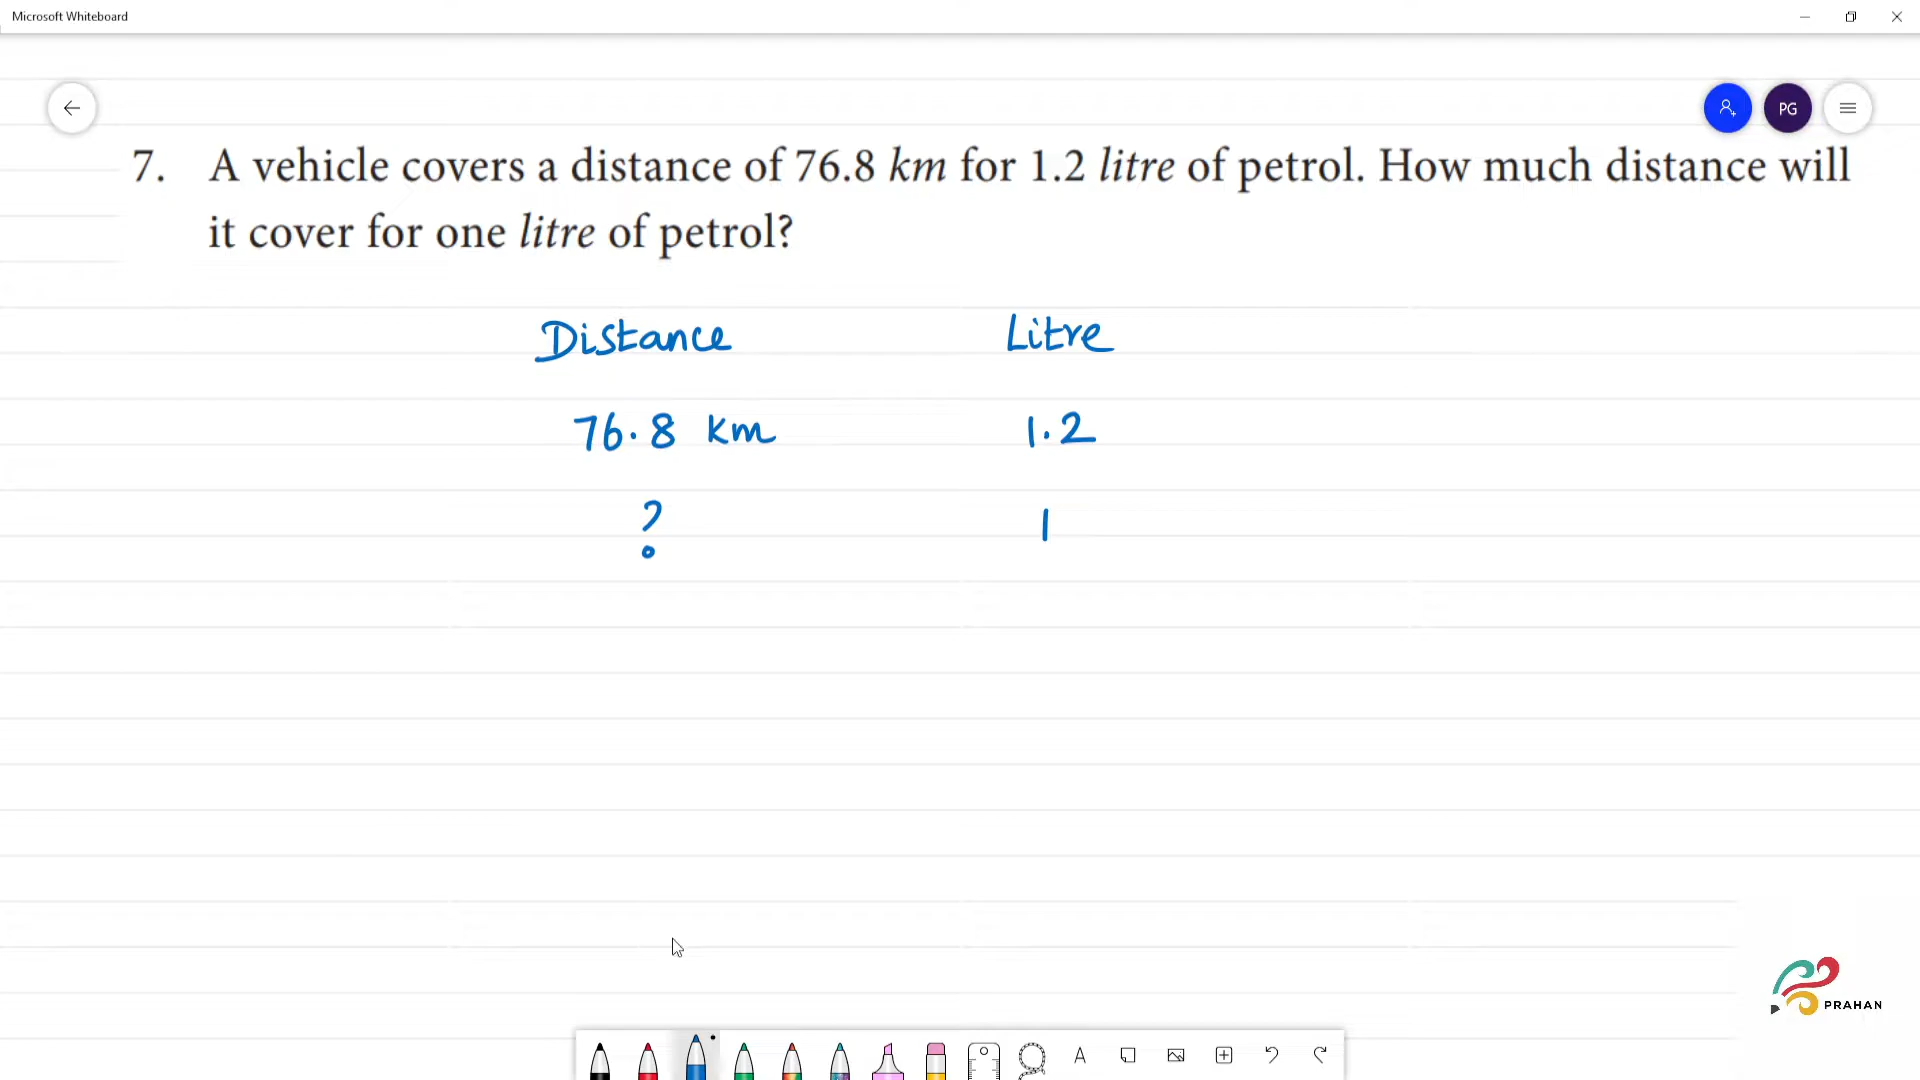 Microsoft Whiteboard
PG
7. A vehicle covers a distance of 76.8 km for 1.2 litre of petrol. How much distance will
it cover for one litre of petrol?
Distance Litre
76.8 km 1.2
? 1
PRAHAN
A